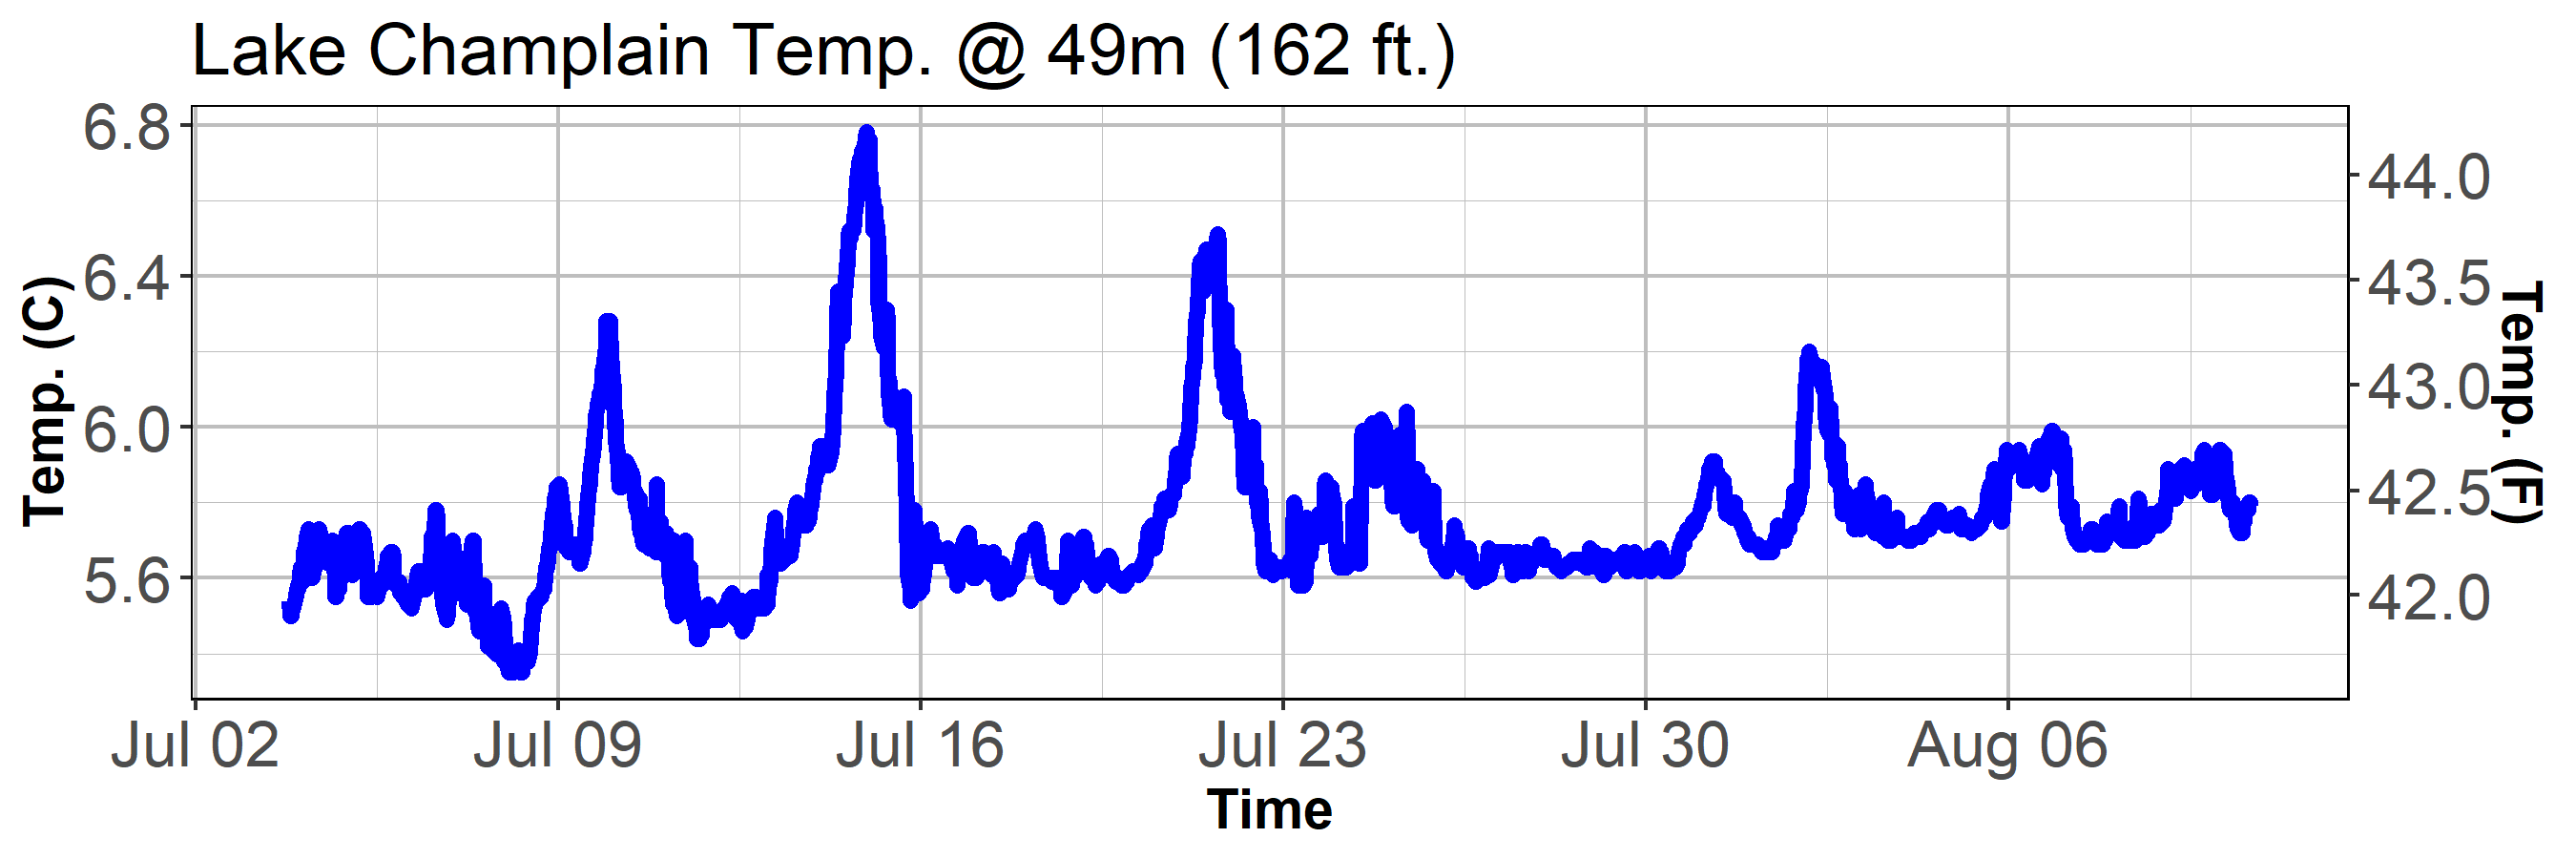 Lake Champlain Temp. @ 49m (162 ft.)
6.8
6.4
6.0
5.6
Temp. (C)
44.0
43.5
43.0
42.5
42.0
Temp. (F)
Jul 02 Jul 09 Jul 16 Jul 23 Jul 30 Aug 06
Time